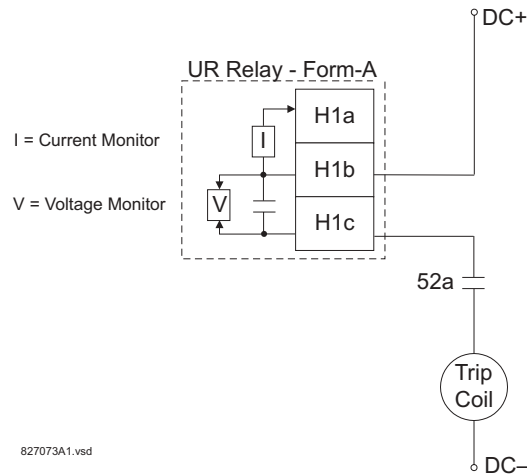 DC+
UR Relay - Form-A
H1a
I = Current Monitor
I
H1b
V = Voltage Monitor
V
H1c
52a
Trip
Coil
827073A1.vsd
DC–